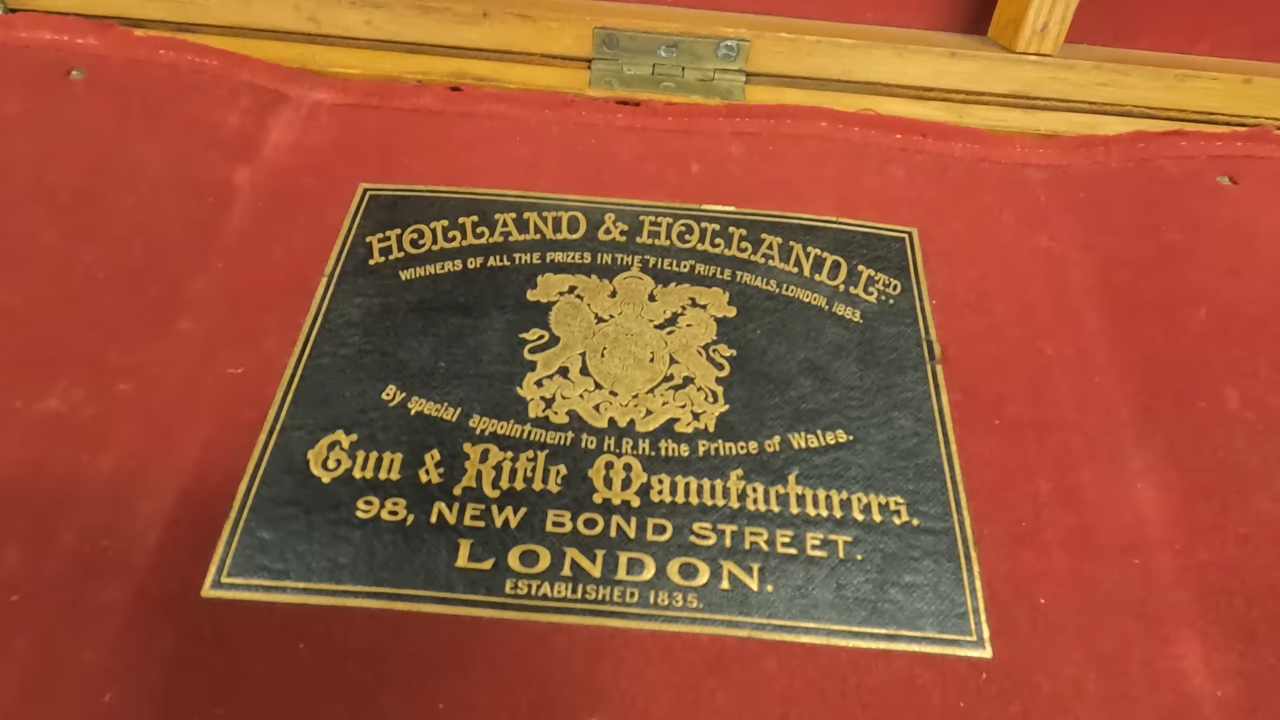 HOLLAND & HOLLAND, LTD.
WINNERS OF ALL THE PRIZES IN THE "FIELD" RIFLE TRIALS, LONDON, 1883.
By special appointment to H.R.H. the Prince of Wales.
Gun & Rifle Manufacturers.
98, NEW BOND STREET.
LONDON.
ESTABLISHED 1835.